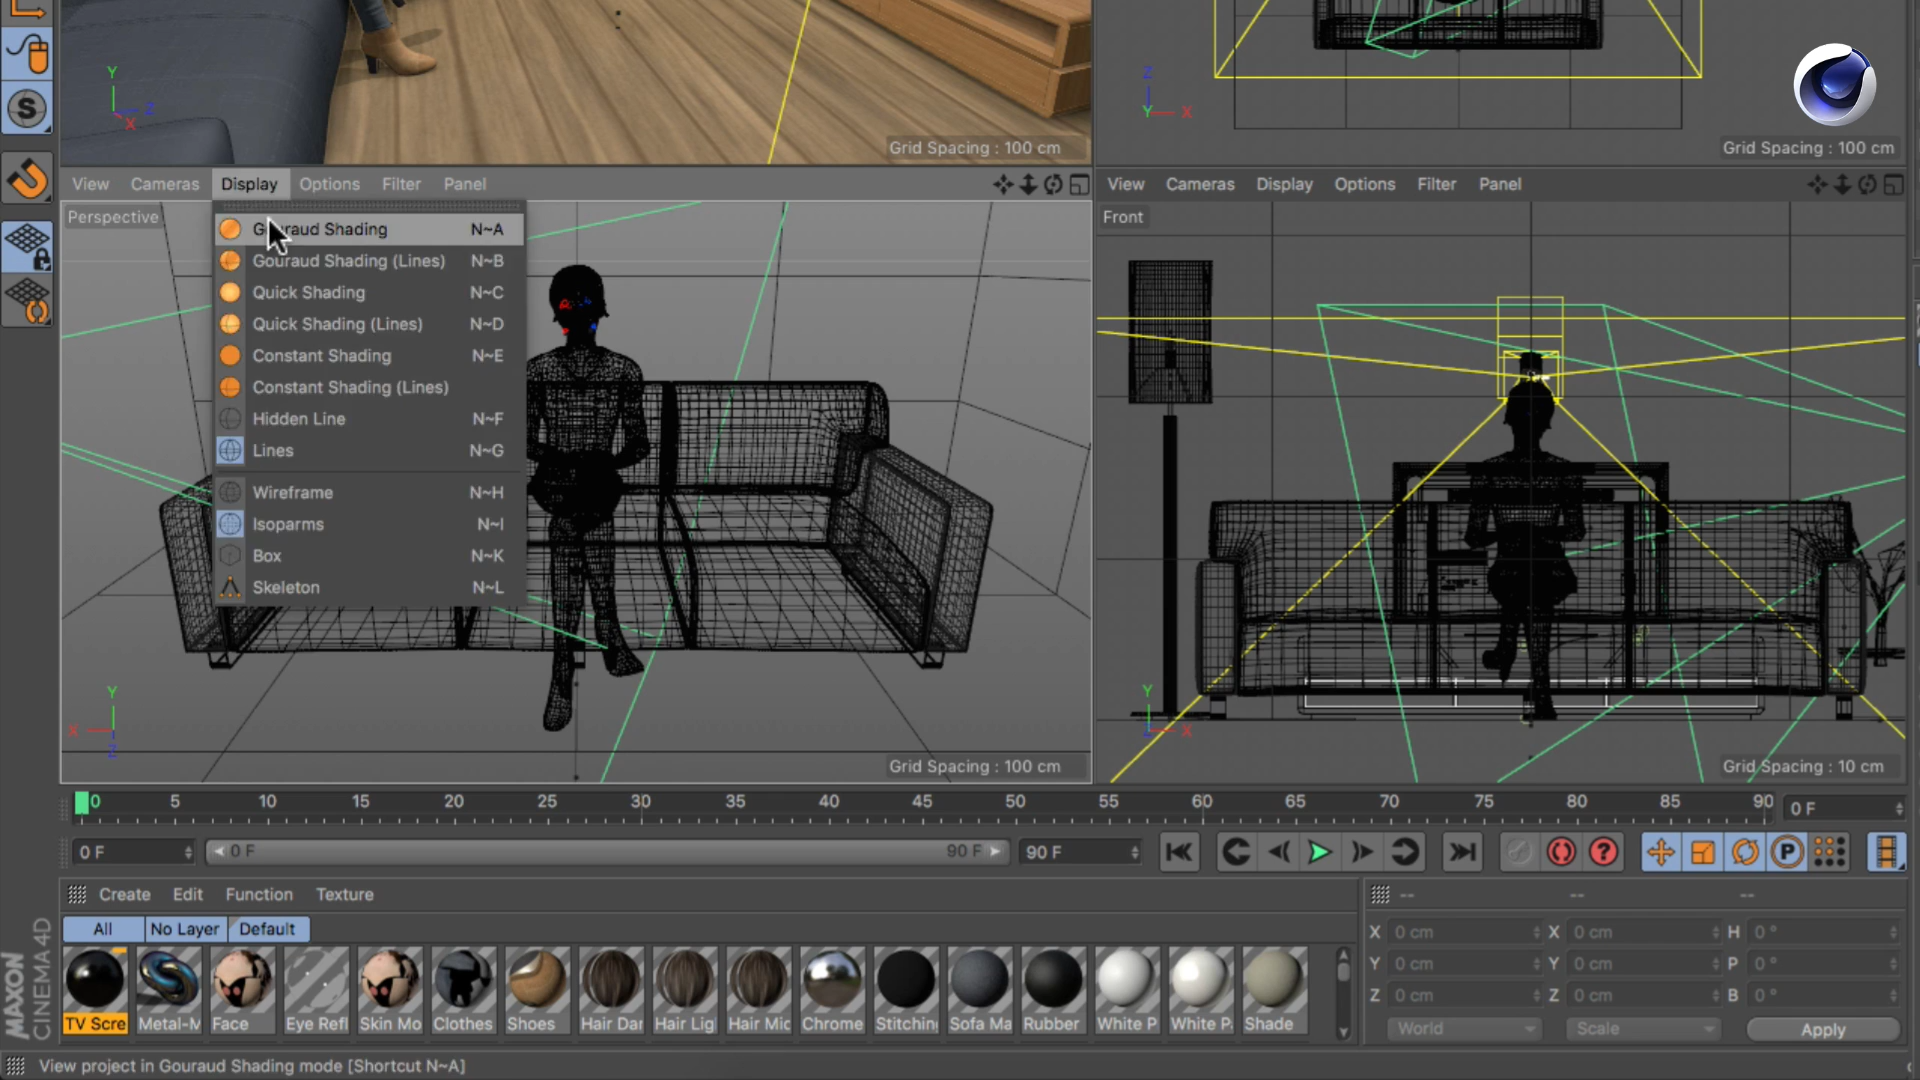 Y
Z
X
Grid Spacing : 100 cm
Z
Y
X
Grid Spacing : 100 cm
View Cameras Display Options Filter Panel
View Cameras Display Options Filter Panel
Perspective
Front
Gouraud Shading N~A
Gouraud Shading (Lines) N~B
Quick Shading N~C
Quick Shading (Lines) N~D
Constant Shading N~E
Constant Shading (Lines)
Hidden Line N~F
Lines N~G
Wireframe N~H
Isoparms N~I
Box N~K
Skeleton N~L
Y
X
Z
Grid Spacing : 100 cm
Y
X
Grid Spacing : 10 cm
0 5 10 15 20 25 30 35 40 45 50 55 60 65 70 75 80 85 90 0 F
0 F 0 F 90 F 90 F
Create Edit Function Texture
-- -- --
All No Layer Default
X 0 cm X 0 cm H 0 °
Y 0 cm Y 0 cm P 0 °
Z 0 cm Z 0 cm B 0 °
TV Scre Metal-M Face Eye Refl Skin Mo Clothes Shoes Hair Dar Hair Lig Hair Mid Chrome Stitching Sofa Ma Rubber White P White P Shade
World Scale Apply
MAXON
CINEMA 4D
View project in Gouraud Shading mode [Shortcut N~A]